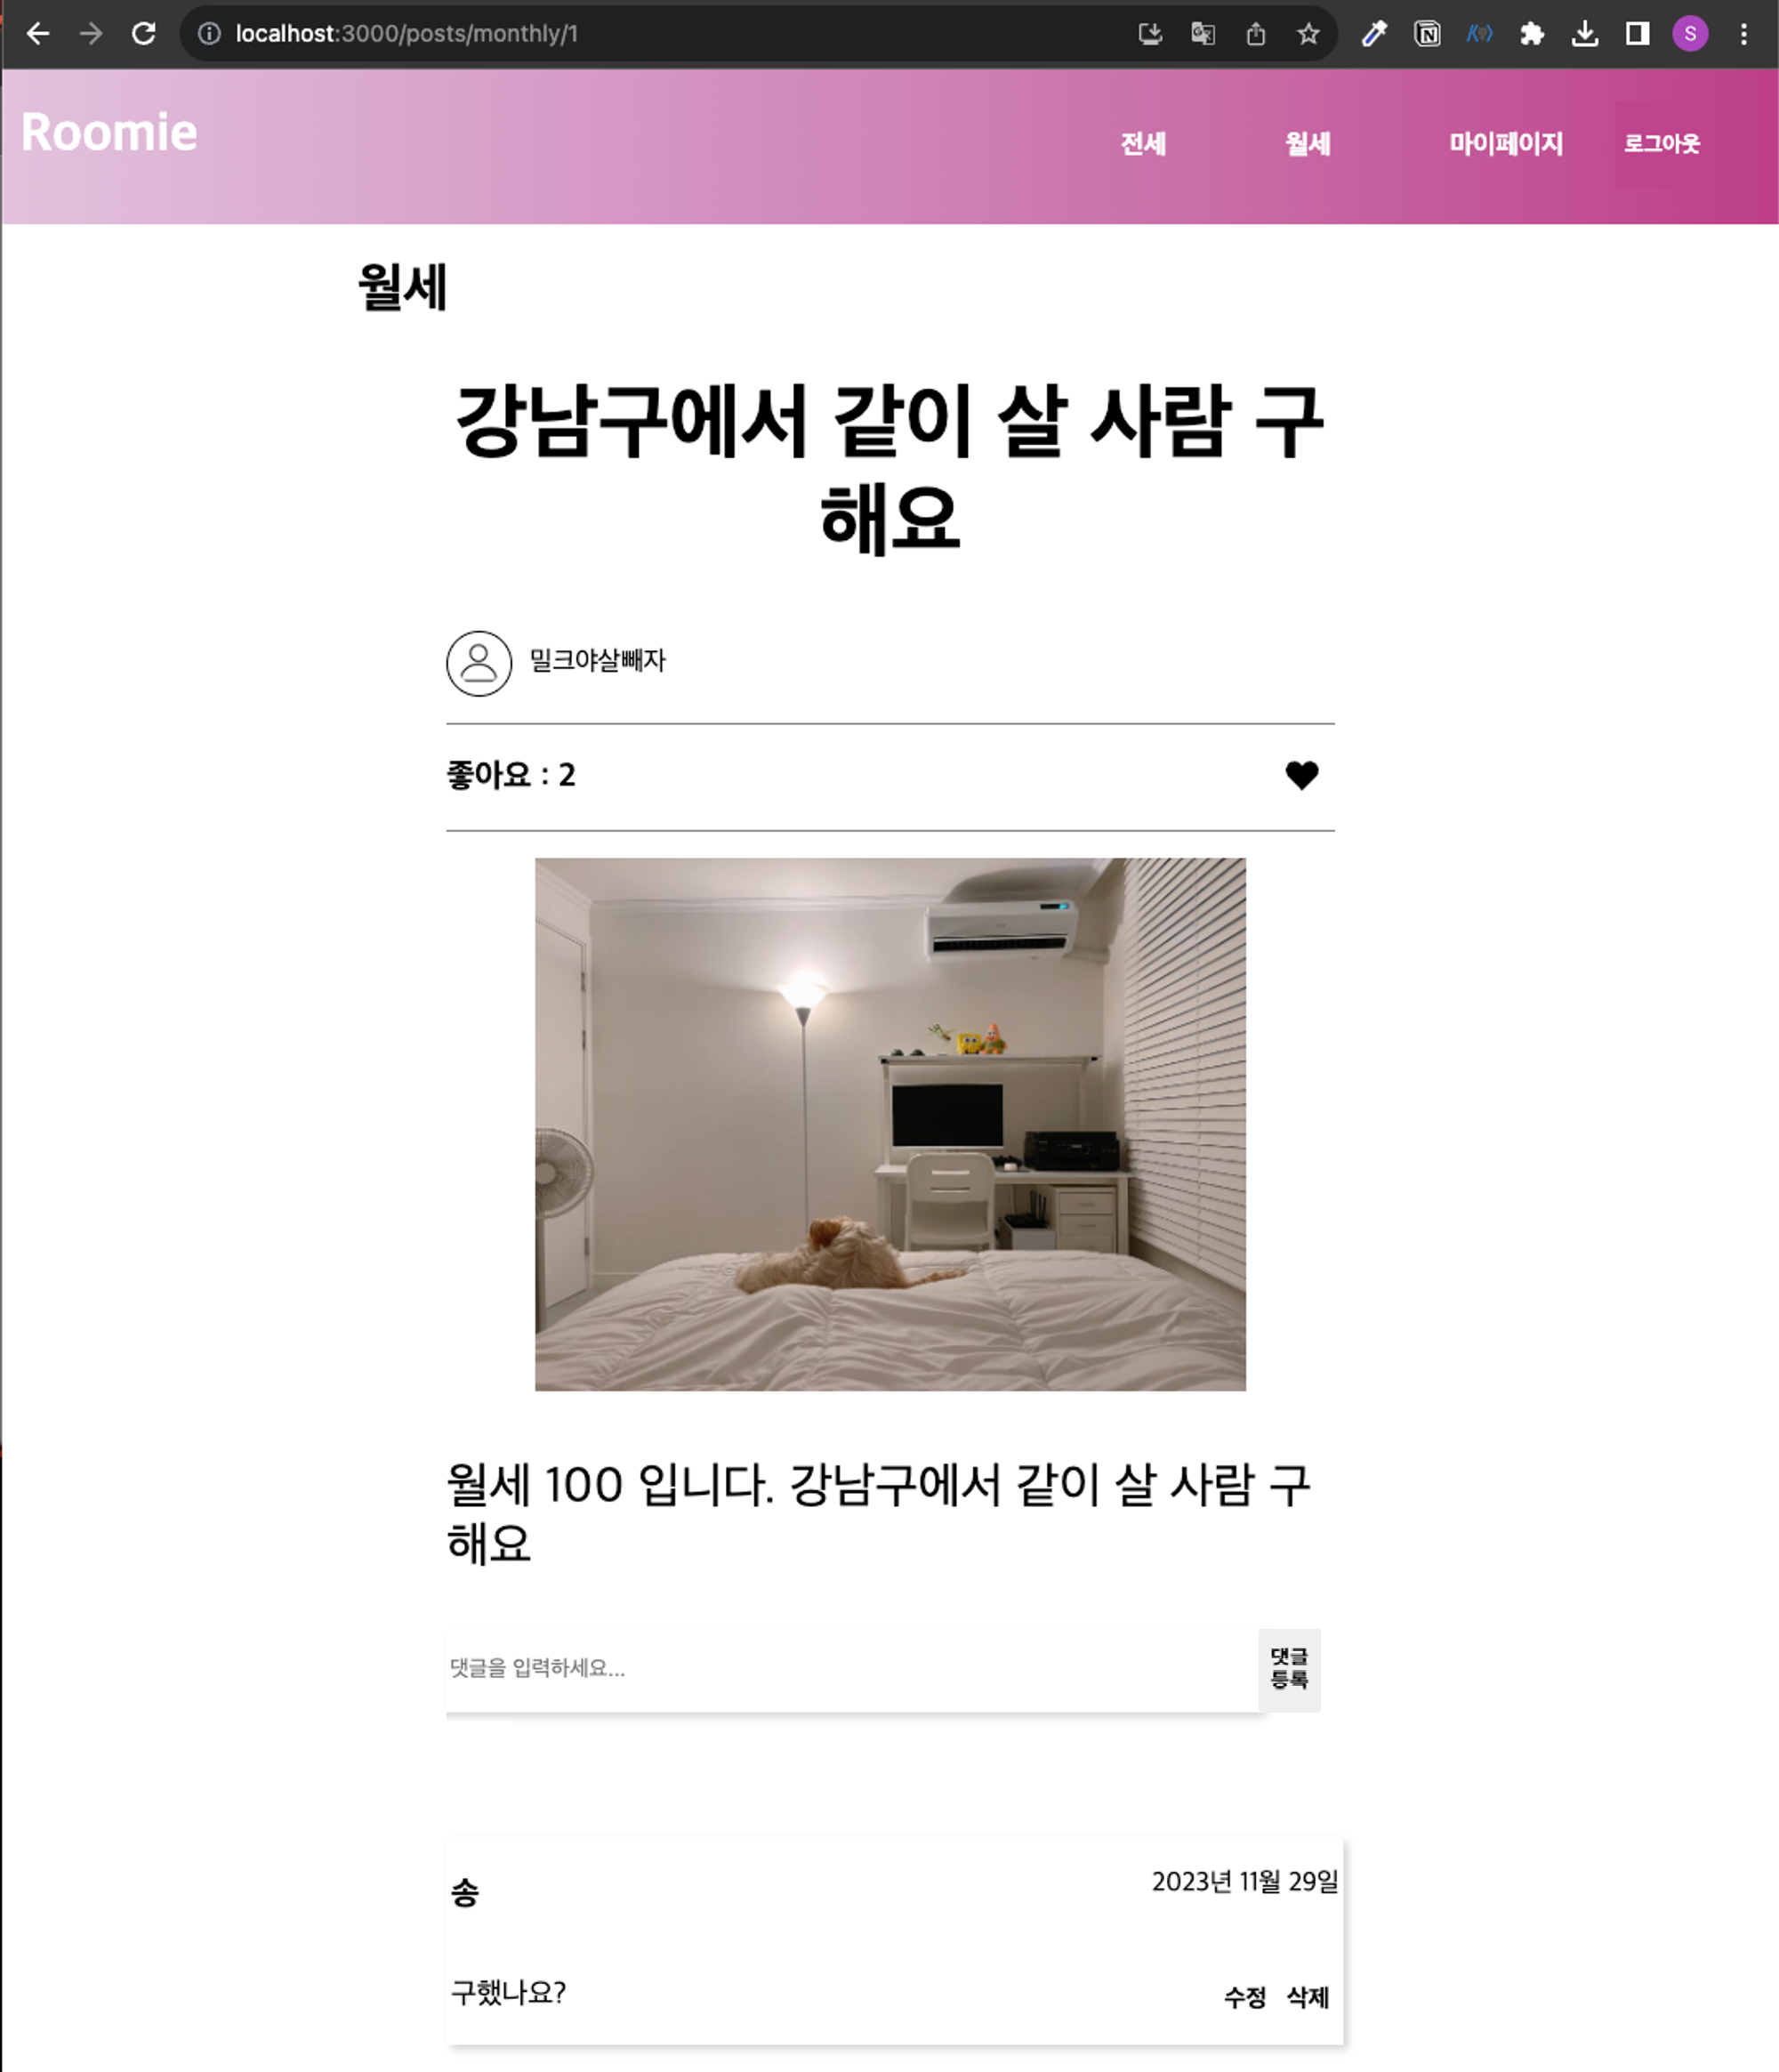 localhost:3000/posts/monthly/1
S
Roomie
전세 월세 마이페이지 로그아웃
월세
강남구에서 같이 살 사람 구
해요
밀크야살빼자
좋아요 : 2
월세 100 입니다. 강남구에서 같이 살 사람 구
해요
댓글을 입력하세요...
댓글
등록
송
2023년 11월 29일
구했나요?
수정 삭제